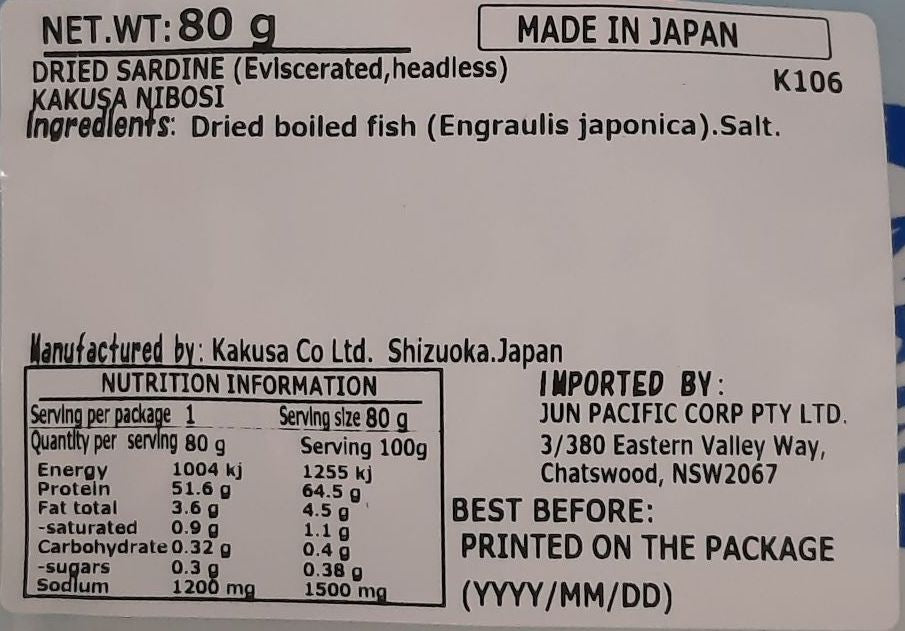 NET.WT: 80 g
MADE IN JAPAN
DRIED SARDINE (Eviscerated,headless)
K106
KAKUSA NIBOSI
Ingredients: Dried boiled fish (Engraulis japonica).Salt.
Manufactured by: Kakusa Co Ltd. Shizuoka.Japan
NUTRITION INFORMATION
Serving per package 1 Serving size 80 g
Quantity per serving 80 g Serving 100g
Energy 1004 kj 1255 kj
Protein 51.6 g 64.5 g
Fat total 3.6 g 4.5 g
-saturated 0.9 g 1.1 g
Carbohydrate 0.32 g 0.4 g
-sugars 0.3 g 0.38 g
Sodium 1200 mg 1500 mg
IMPORTED BY:
JUN PACIFIC CORP PTY LTD.
3/380 Eastern Valley Way,
Chatswood, NSW2067
BEST BEFORE:
PRINTED ON THE PACKAGE
(YYYY/MM/DD)